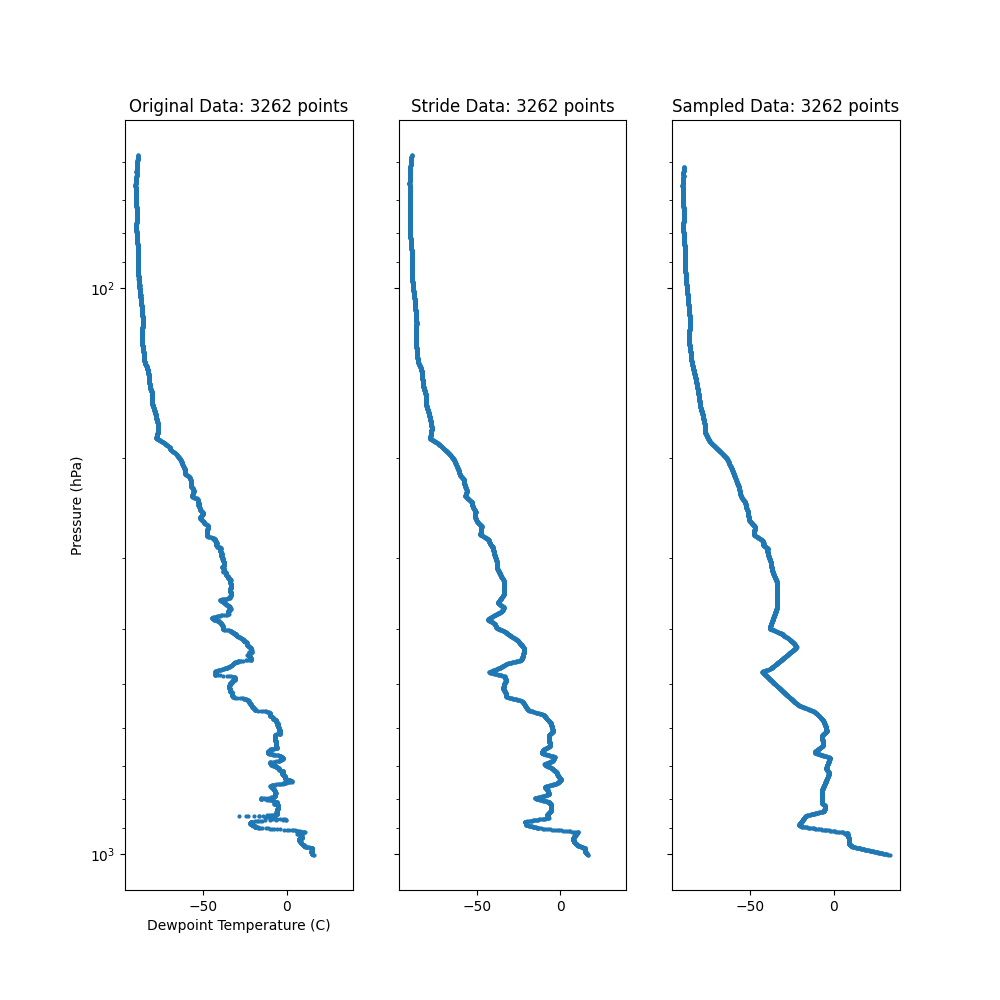 Original Data: 3262 points
Stride Data: 3262 points
Sampled Data: 3262 points
Pressure (hPa)
10²
10³
−50
0
−50
0
−50
0
Dewpoint Temperature (C)